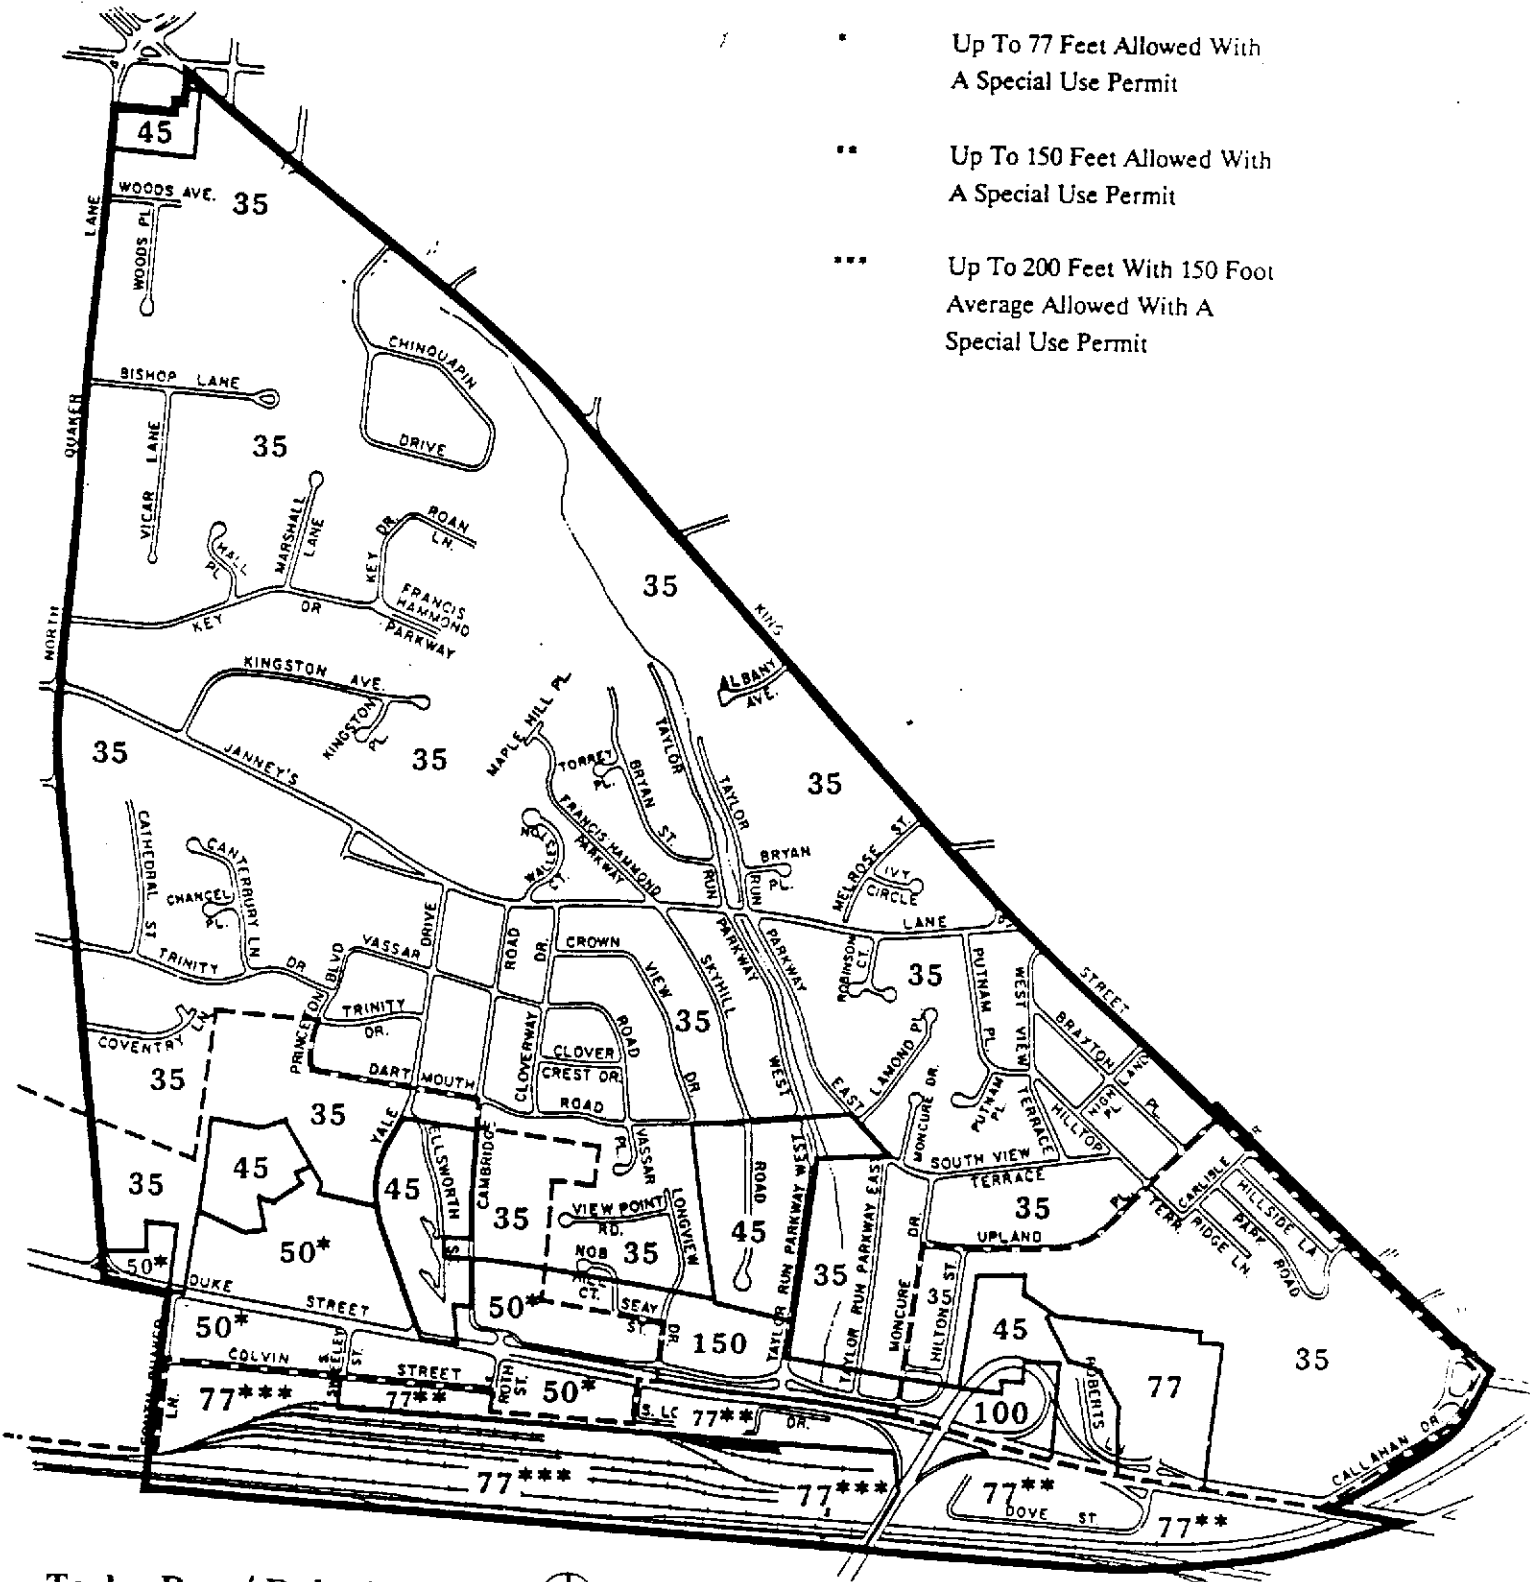 *
Up To 77 Feet Allowed With
A Special Use Permit
**
Up To 150 Feet Allowed With
A Special Use Permit
***
Up To 200 Feet With 150 Foot
Average Allowed With A
Special Use Permit
45
WOODS AVE.
35
LANE
WOODS PL
CHINQUAPIN
BISHOP LANE
QUAKER
35
DRIVE
VICAR LANE
MARSHALL
LANE
HALL
PL
ROAN
LN.
KEY DR.
FRANCIS
HAMMOND
PARKWAY
35
KING
KEY DR
NORTH
KINGSTON AVE.
ALBANY
AVE.
KINGSTON
PL
MAPLE HILL PL.
TAYLOR
35
JANNEY'S
35
TORREY
PL.
BRYAN
ST.
TAYLOR
35
CATHEDRAL ST
CANTERBURY LN
CHANCEL
PL.
WALLESTON
CT.
FRANCIS HAMMOND
PARKWAY
RUN
RUN
BRYAN
PL.
MELROSE ST.
IVY
CIRCLE
LANE
TRINITY DR
PRINCETON BLVD
VASSAR
DRIVE
ROAD
DR.
CROWN
VIEW
SKYHILL
PARKWAY
PARKWAY
ROBINSON
CT.
35
PUTNAM PL.
WEST VIEW
TERRACE
STREET
TRINITY
DR.
CLOVERWAY
ROAD
35
COVENTRY LN
CLOVER
CREST DR.
BRAXTON
PL.
LAMOND PL
35
DARTMOUTH
ROAD
DR
WEST
EAST
MONCURE DR.
PUTNAM
PL.
HIGH
PL
LANE
HILLTOP
TERR.
35
YALE
ELLSWORTH
ST
CAMBRIDGE
VASSAR
PL
35
45
45
35
VIEW POINT
RD.
LONGVIEW
DR
ROAD
45
TAYLOR RUN PARKWAY WEST
SOUTH VIEW
TERRACE
35
UPLAND
PL
CARLISLE
HILLSIDE LA
PARK ROAD
RIDGE LN.
50*
50*
NOB
HILL
CT.
35
35
TAYLOR RUN PARKWAY EAST
MONCURE
DR.
35
HILTON ST
DUKE STREET
50*
SEAY
ST.
150
45
35
50*
COLVIN STREET
SWEELEY
ST.
ROTH
ST.
50*
77
ROBERTS
LN
LN.
77***
77**
77**
DR.
100
CALLAHAN DR
77***
77***
77**
DOVE ST
77**